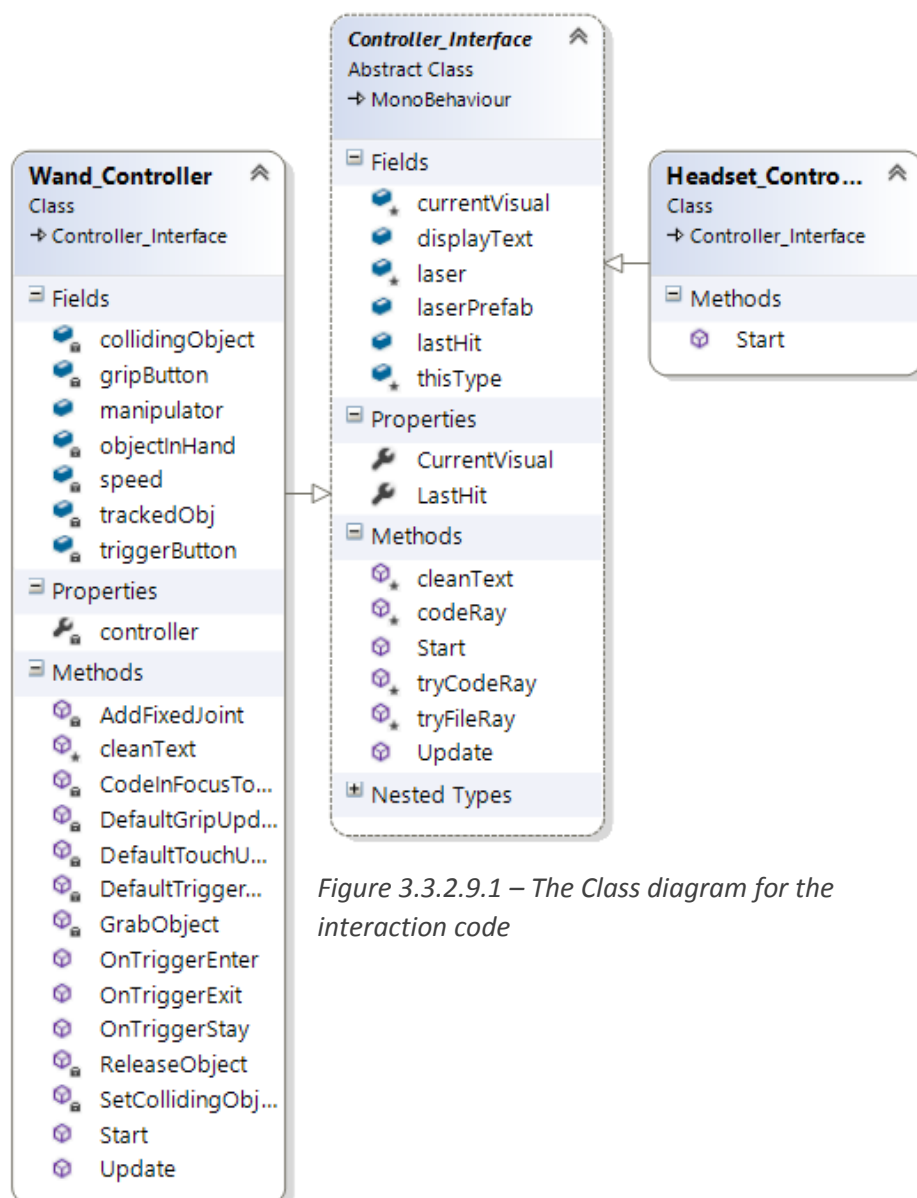 Controller_Interface
Abstract Class
MonoBehaviour
Fields
currentVisual
displayText
laser
laserPrefab
lastHit
thisType
Properties
CurrentVisual
LastHit
Methods
cleanText
codeRay
Start
tryCodeRay
tryFileRay
Update
Nested Types
Wand_Controller
Class
Controller_Interface
Fields
collidingObject
gripButton
manipulator
objectInHand
speed
trackedObj
triggerButton
Properties
controller
Methods
AddFixedJoint
cleanText
CodeInFocusTo...
DefaultGripUpd...
DefaultTouchU...
DefaultTrigger...
GrabObject
OnTriggerEnter
OnTriggerExit
OnTriggerStay
ReleaseObject
SetCollidingObj...
Start
Update
Headset_Contro...
Class
Controller_Interface
Methods
Start
Figure 3.3.2.9.1 – The Class diagram for the
interaction code